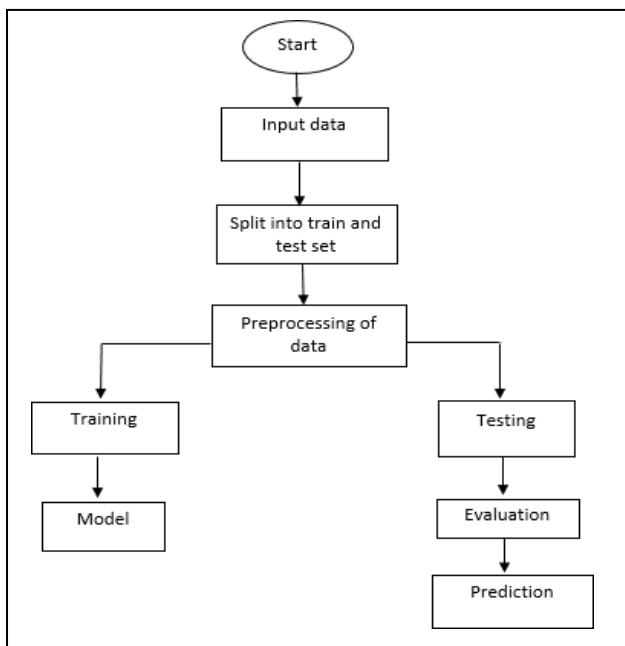 Start
Input data
Split into train and
test set
Preprocessing of
data
Training
Testing
Model
Evaluation
Prediction